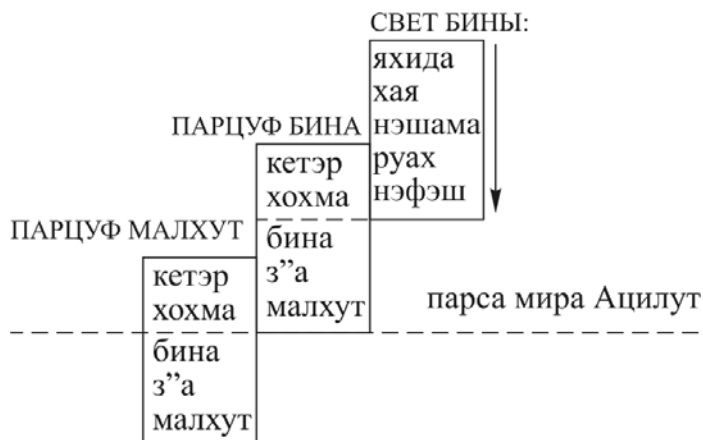 СВЕТ БИНЫ:
яхида
хая
нэшама
руах
нэфэш
ПАРЦУФ БИНА
кетэр
хохма
бина
з”а
малхут
ПАРЦУФ МАЛХУТ
кетэр
хохма
бина
з”а
малхут
парса мира Ацилут